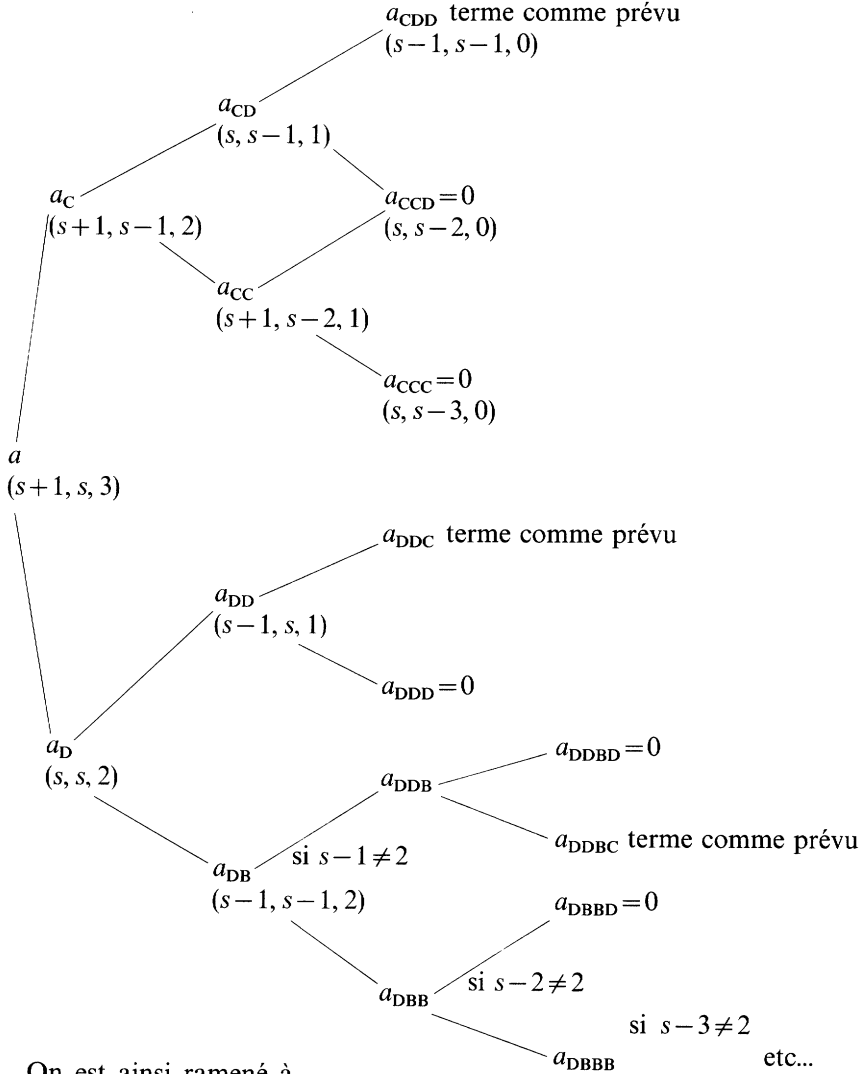 a_CDD terme comme prévu
(s−1, s−1, 0)
a_CD
(s, s−1, 1)
a_C
(s+1, s−1, 2)
a_CCD=0
(s, s−2, 0)
a_CC
(s+1, s−2, 1)
a_CCC=0
(s, s−3, 0)
a
(s+1, s, 3)
a_DDC terme comme prévu
a_DD
(s−1, s, 1)
a_DDD=0
a_D
(s, s, 2)
a_DDBD=0
a_DDB
a_DDBC terme comme prévu
si s−1≠2
a_DB
(s−1, s−1, 2)
a_DBBD=0
si s−2≠2
a_DBB
si s−3≠2
a_DBBB etc...
On est ainsi ramené à